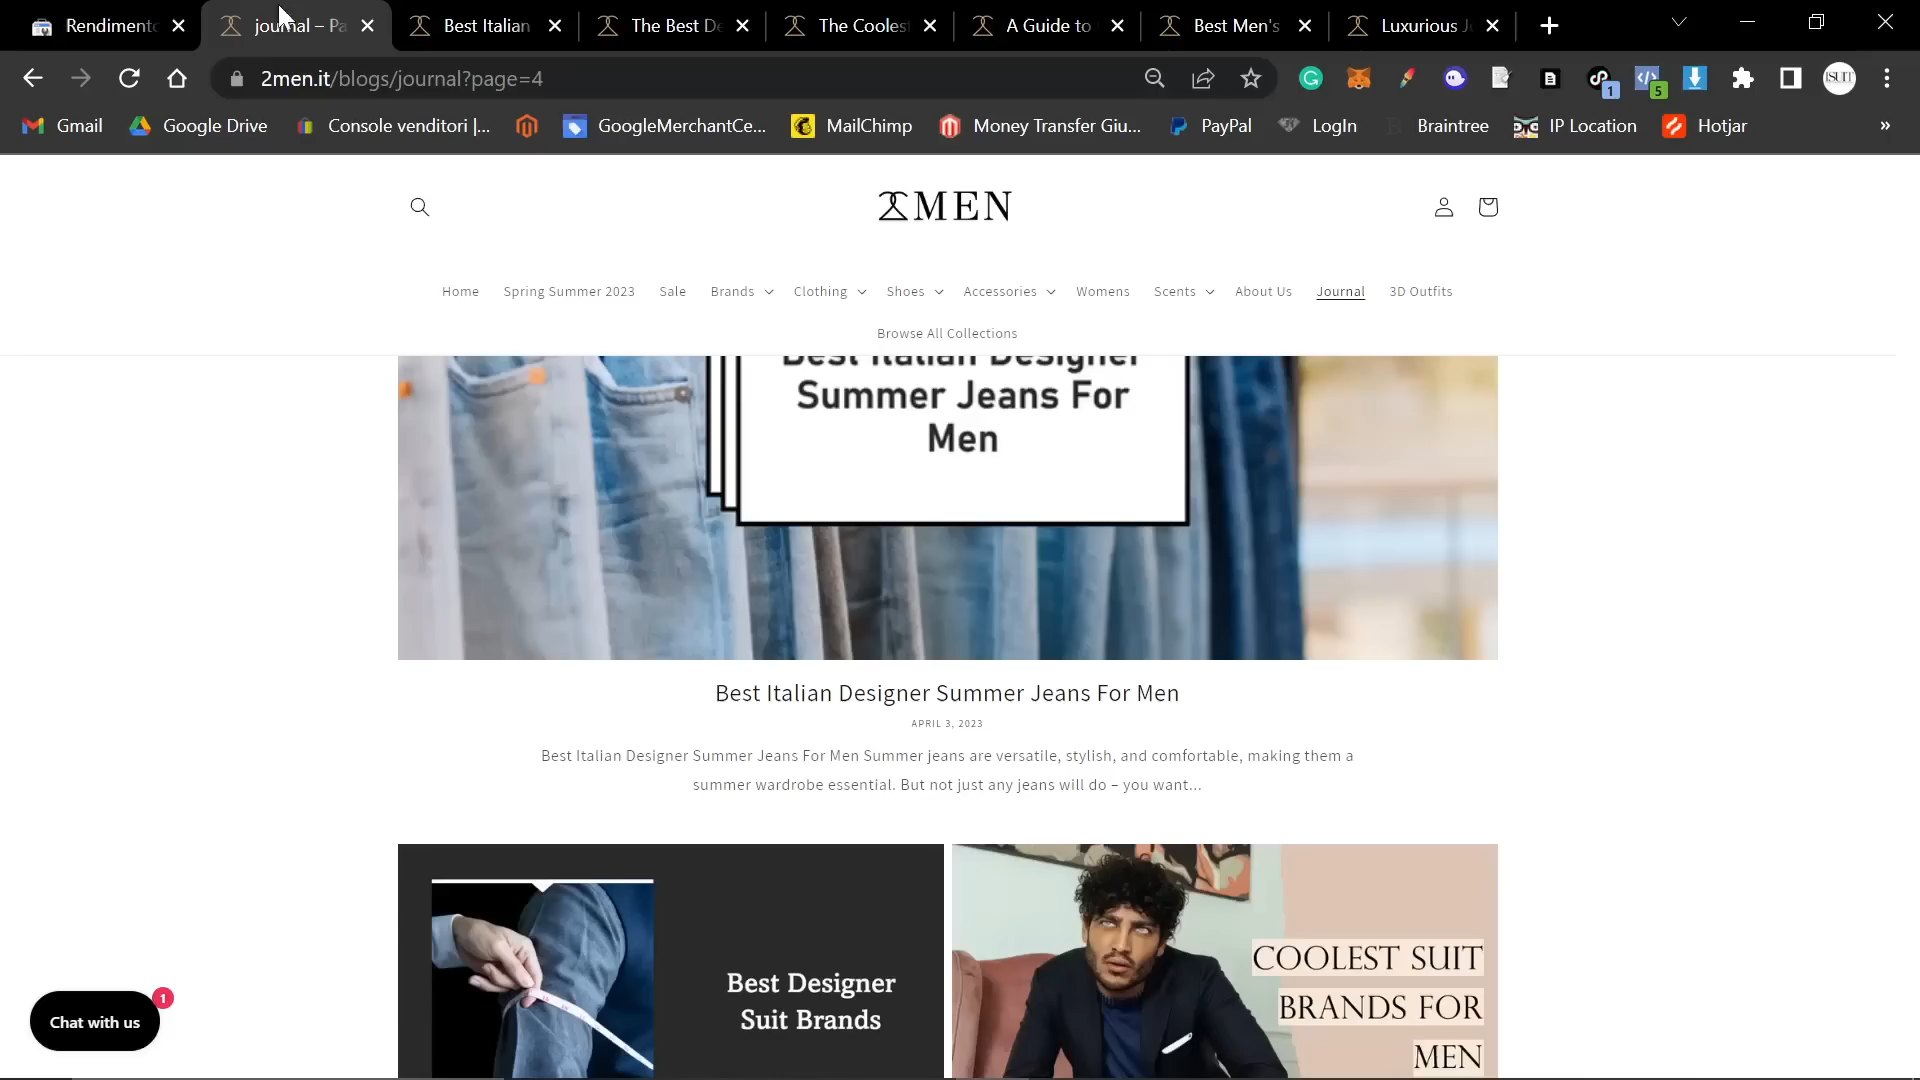 Rendimento
journal – Pa
Best Italian
The Best De
The Coolest
A Guide to
Best Men's
Luxurious Je
2men.it/blogs/journal?page=4
1
5
ISUIT
Gmail
Google Drive
Console venditori |...
GoogleMerchantCe...
MailChimp
Money Transfer Giu...
PayPal
LogIn
Braintree
IP Location
Hotjar
»
2MEN
Home
Spring Summer 2023
Sale
Brands
Clothing
Shoes
Accessories
Womens
Scents
About Us
Journal
3D Outfits
Browse All Collections
Best Italian Designer
Summer Jeans For
Men
Best Italian Designer Summer Jeans For Men
APRIL 3, 2023
Best Italian Designer Summer Jeans For Men Summer jeans are versatile, stylish, and comfortable, making them a
summer wardrobe essential. But not just any jeans will do – you want...
Best Designer
Suit Brands
COOLEST SUIT
BRANDS FOR
MEN
Chat with us
1